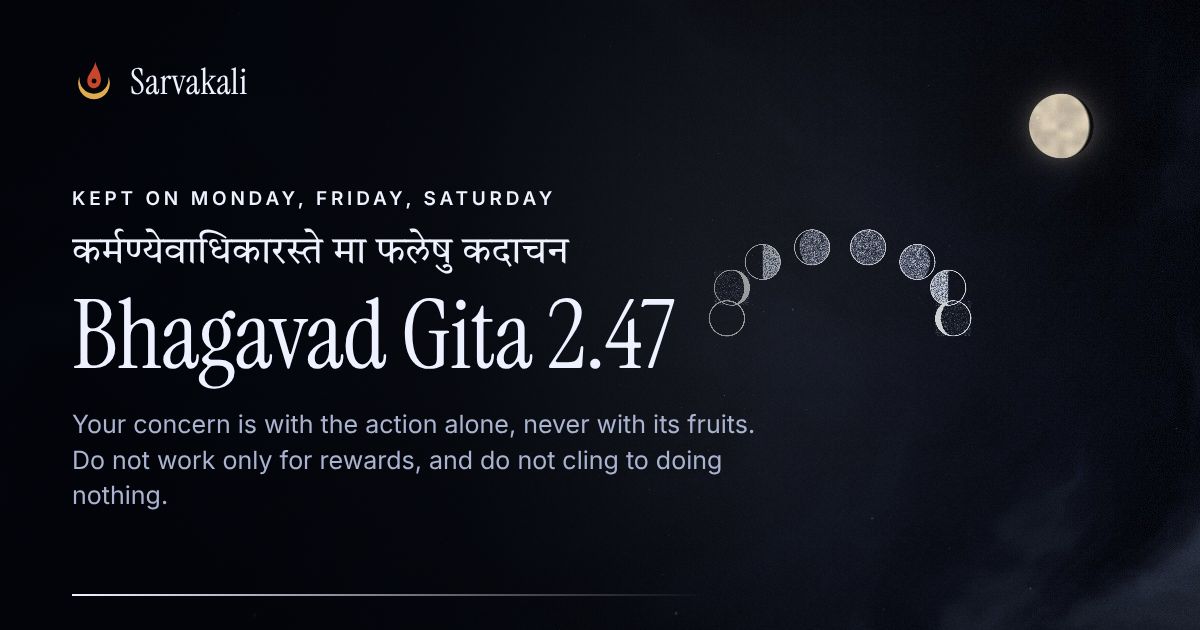 Sarvakali
KEPT ON MONDAY, FRIDAY, SATURDAY
कर्मण्येवाधिकारस्ते मा फलेषु कदाचन
Bhagavad Gita 2.47
Your concern is with the action alone, never with its fruits.
Do not work only for rewards, and do not cling to doing
nothing.